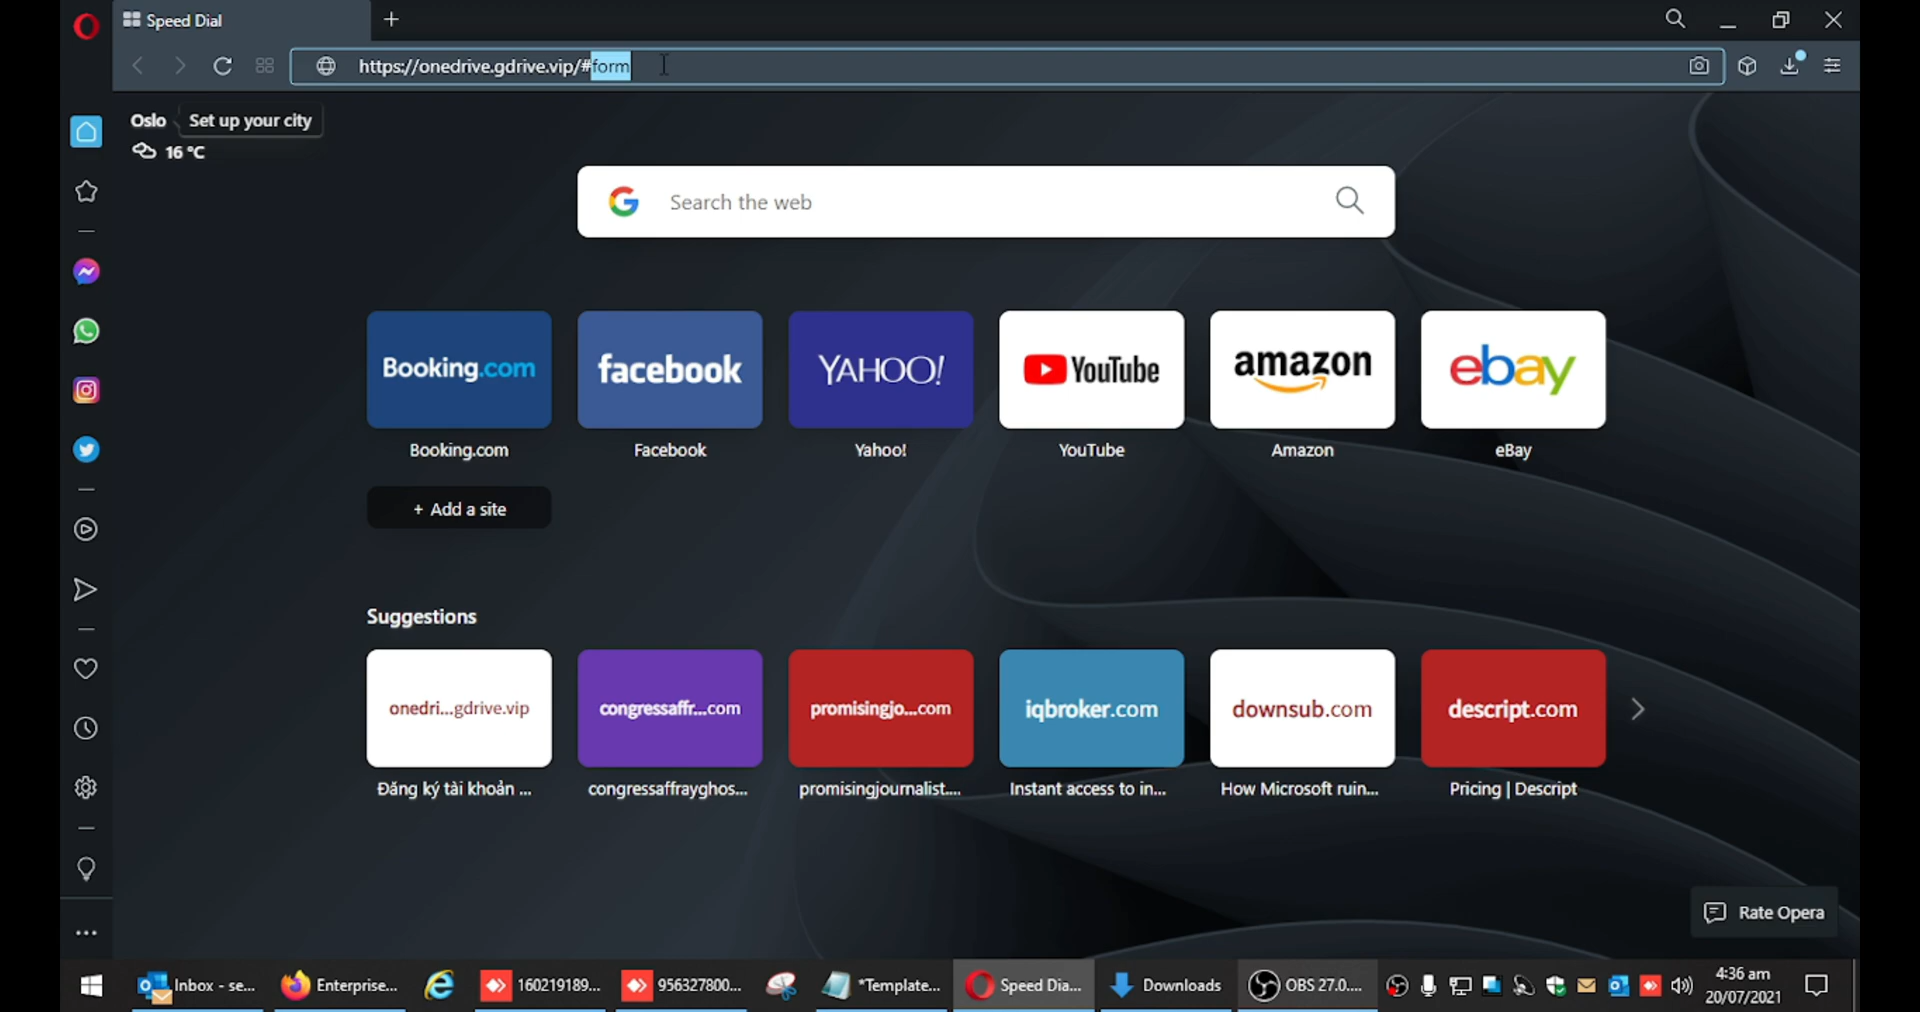 Speed Dial
https://onedrive.gdrive.vip/#form
Oslo
Set up your city
16 °C
Search the web
Booking.com
facebook
YAHOO!
YouTube
amazon
ebay
Booking.com
Facebook
Yahoo!
YouTube
Amazon
eBay
+ Add a site
Suggestions
onedri...gdrive.vip
congressaffr...com
promisingjo...com
iqbroker.com
downsub.com
descript.com
Đăng ký tài khoản ...
congressaffrayghos...
promisingjournalist....
Instant access to in...
How Microsoft ruin...
Pricing | Descript
Rate Opera
Inbox - se...
Enterprise...
160219189...
956327800...
*Template...
Speed Dia...
Downloads
OBS 27.0....
4:36 am
20/07/2021